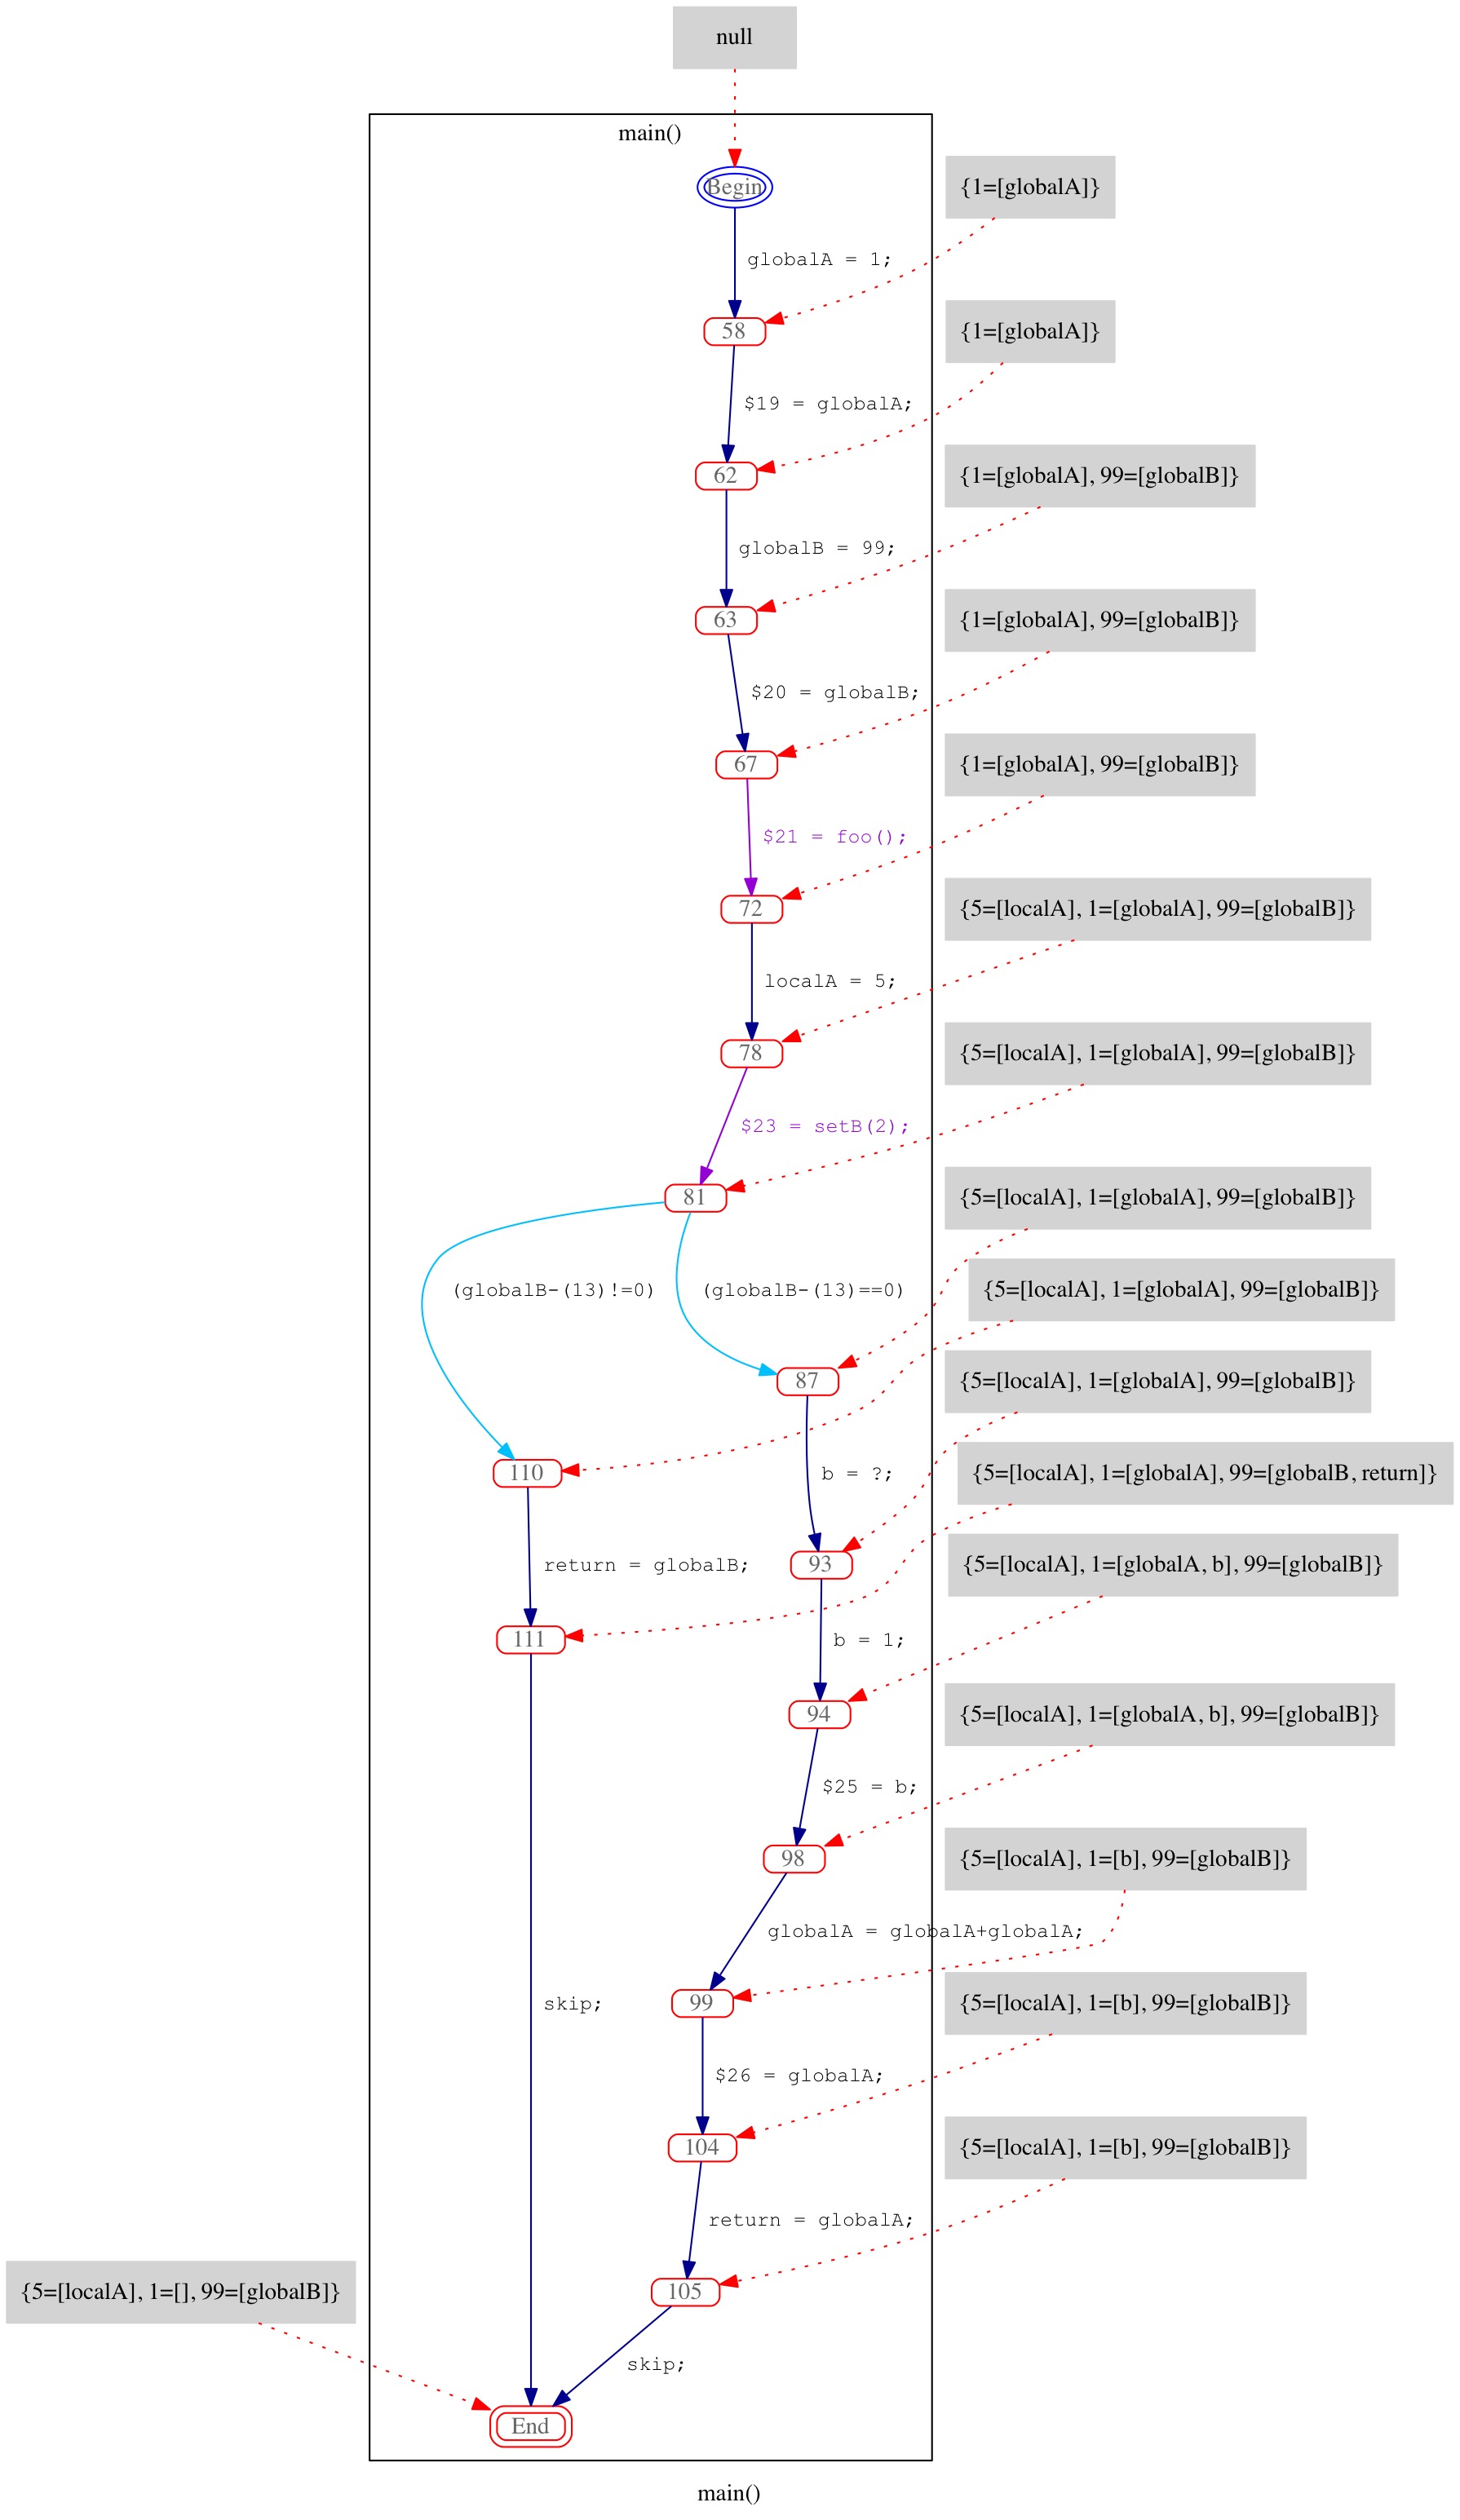 null
main()
Begin
{1=[globalA]}
globalA = 1;
58
{1=[globalA]}
$19 = globalA;
62
{1=[globalA], 99=[globalB]}
globalB = 99;
63
{1=[globalA], 99=[globalB]}
$20 = globalB;
67
{1=[globalA], 99=[globalB]}
$21 = foo();
72
{5=[localA], 1=[globalA], 99=[globalB]}
localA = 5;
78
{5=[localA], 1=[globalA], 99=[globalB]}
$23 = setB(2);
81
{5=[localA], 1=[globalA], 99=[globalB]}
(globalB-(13)!=0)
(globalB-(13)==0)
{5=[localA], 1=[globalA], 99=[globalB]}
87
{5=[localA], 1=[globalA], 99=[globalB]}
110
b = ?;
{5=[localA], 1=[globalA], 99=[globalB, return]}
return = globalB;
93
{5=[localA], 1=[globalA, b], 99=[globalB]}
111
b = 1;
94
{5=[localA], 1=[globalA, b], 99=[globalB]}
$25 = b;
98
{5=[localA], 1=[b], 99=[globalB]}
globalA = globalA+globalA;
skip;
99
{5=[localA], 1=[b], 99=[globalB]}
$26 = globalA;
104
{5=[localA], 1=[b], 99=[globalB]}
return = globalA;
{5=[localA], 1=[], 99=[globalB]}
105
skip;
End
main()